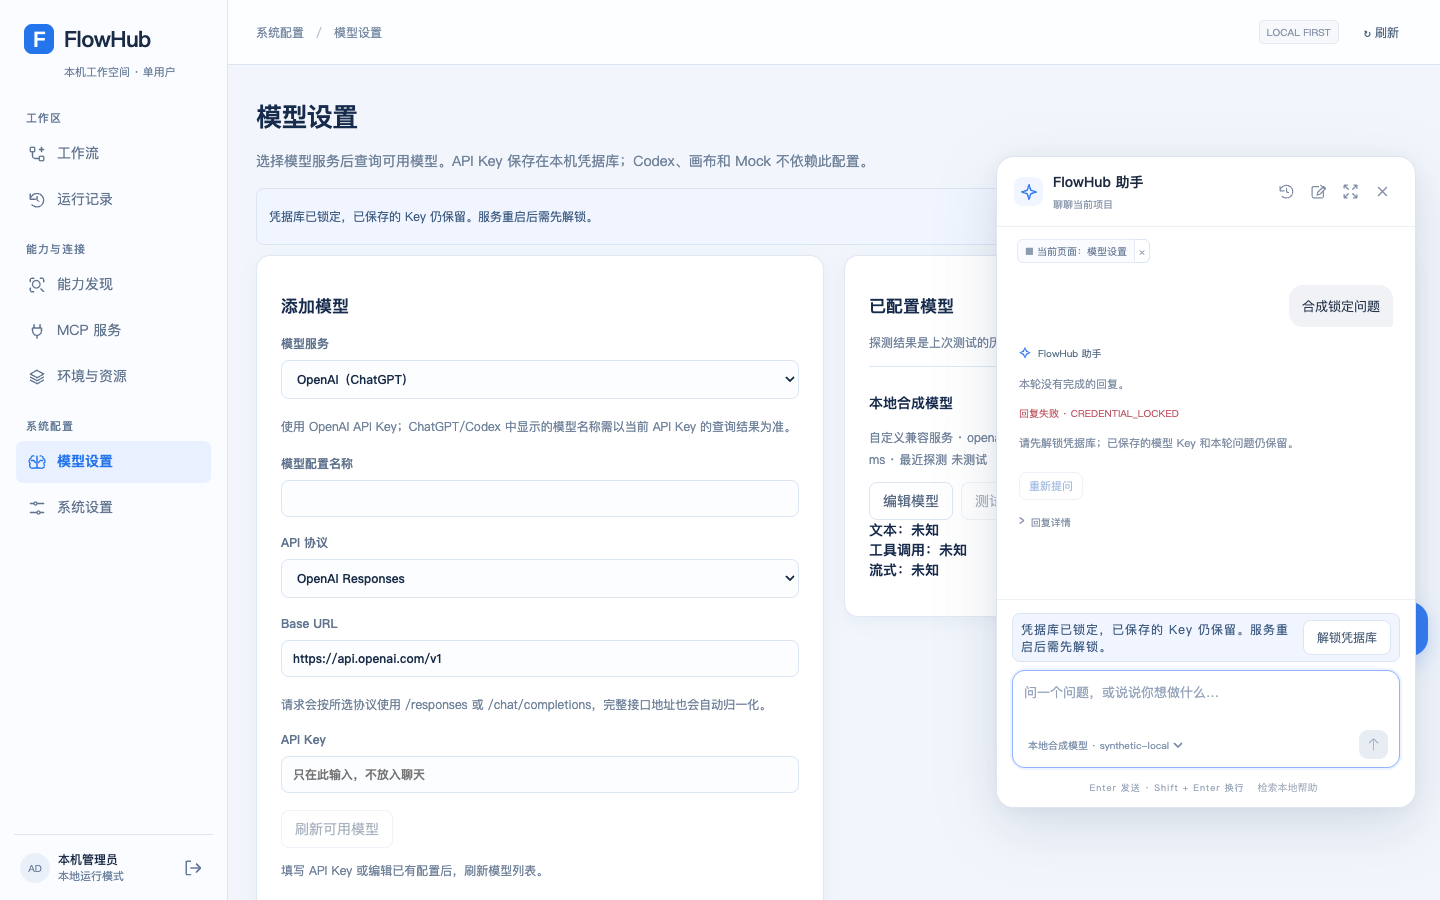 F FlowHub
本机工作空间 · 单用户
工作区
工作流
运行记录
能力与连接
能力发现
MCP 服务
环境与资源
系统配置
模型设置
系统设置
AD
本机管理员
本地运行模式
系统配置 / 模型设置
LOCAL FIRST
↻ 刷新
模型设置
选择模型服务后查询可用模型。API Key 保存在本机凭据库；Codex、画布和 Mock 不依赖此配置。
凭据库已锁定，已保存的 Key 仍保留。服务重启后需先解锁。
添加模型
模型服务
OpenAI（ChatGPT）
使用 OpenAI API Key；ChatGPT/Codex 中显示的模型名称需以当前 API Key 的查询结果为准。
模型配置名称
API 协议
OpenAI Responses
Base URL
https://api.openai.com/v1
请求会按所选协议使用 /responses 或 /chat/completions，完整接口地址也会自动归一化。
API Key
只在此输入，不放入聊天
刷新可用模型
填写 API Key 或编辑已有配置后，刷新模型列表。
已配置模型
探测结果是上次测试的历
本地合成模型
自定义兼容服务 · opena
ms · 最近探测 未测试
编辑模型
测试
文本：未知
工具调用：未知
流式：未知
FlowHub 助手
聊聊当前项目
当前页面：模型设置 ×
合成锁定问题
FlowHub 助手
本轮没有完成的回复。
回复失败 · CREDENTIAL_LOCKED
请先解锁凭据库；已保存的模型 Key 和本轮问题仍保留。
重新提问
> 回复详情
凭据库已锁定，已保存的 Key 仍保留。服务重
启后需先解锁。
解锁凭据库
问一个问题，或说说你想做什么...
本地合成模型 · synthetic-local
Enter 发送 · Shift + Enter 换行 检索本地帮助